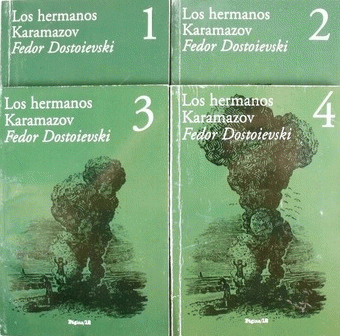 Los hermanos
Karamazov
Fedor Dostoievski
1
Los hermanos
Karamazov
Fedor Dostoievski
2
Los hermanos
Karamazov
Fedor Dostoievski
3
Página/12
Los hermanos
Karamazov
Fedor Dostoievski
4
Página/12